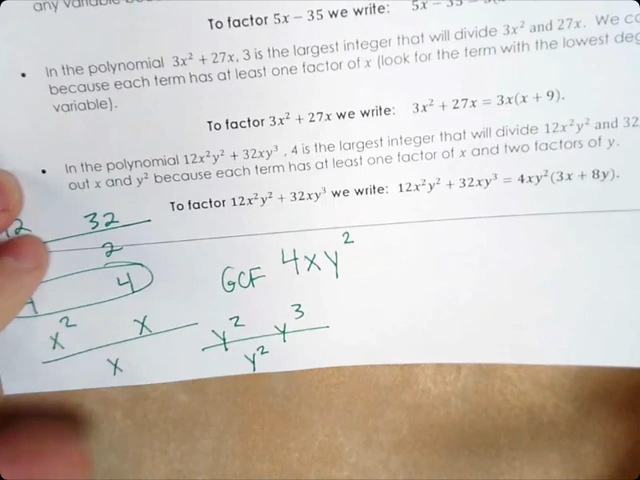 any variable
To factor 5x − 35 we write: 5x − 35 =
• In the polynomial 3x² + 27x, 3 is the largest integer that will divide 3x² and 27x. We
because each term has at least one factor of x (look for the term with the lowest
variable).
To factor 3x² + 27x we write: 3x² + 27x = 3x(x + 9).
• In the polynomial 12x²y² + 32xy³ , 4 is the largest integer that will divide 12x²y² and 32
out x and y² because each term has at least one factor of x and two factors of y.
To factor 12x²y² + 32xy³ we write: 12x²y² + 32xy³ = 4xy²(3x + 8y).
32
2
4
GCF 4xy²
x² x
x
y² y³
y²